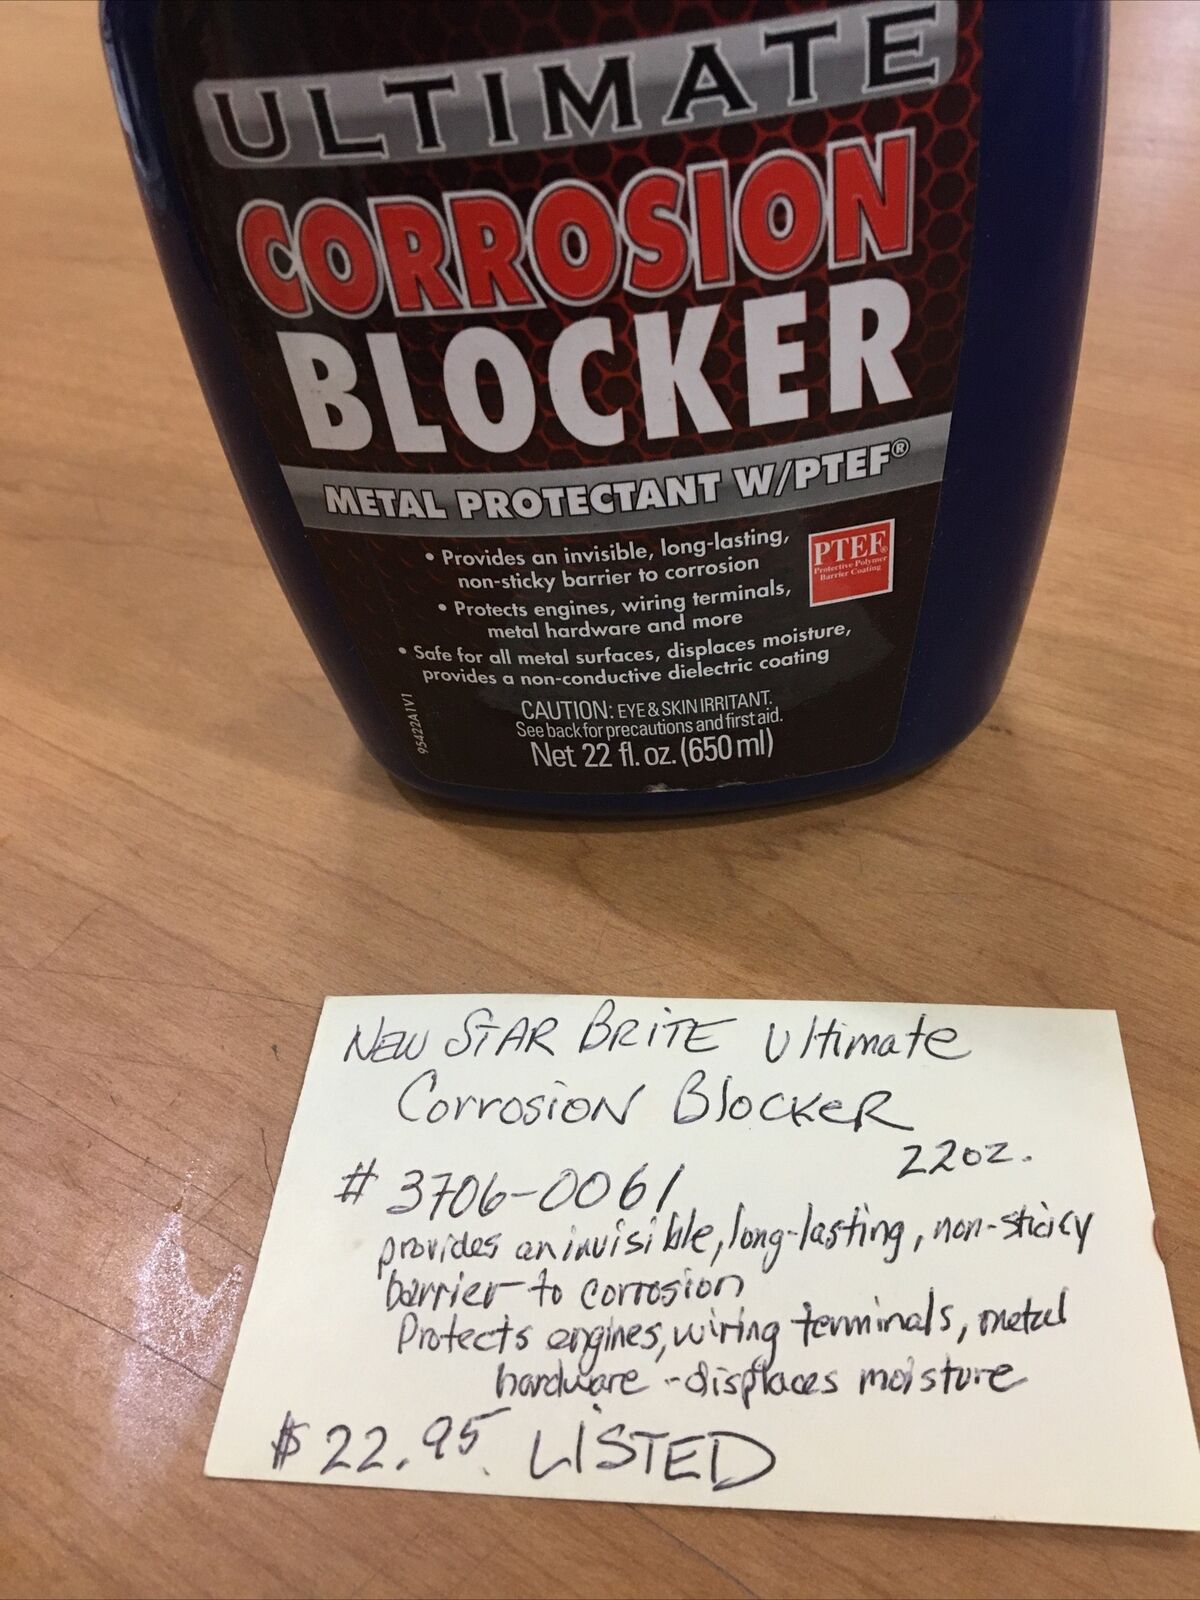 ULTIMATE
CORROSION
BLOCKER
METAL PROTECTANT W/PTEF®
• Provides an invisible, long-lasting,
non-sticky barrier to corrosion
• Protects engines, wiring terminals,
metal hardware and more
• Safe for all metal surfaces, displaces moisture,
provides a non-conductive dielectric coating
PTEF®
Protective Polymer
Barrier Coating
CAUTION: EYE & SKIN IRRITANT.
See back for precautions and first aid.
Net 22 fl. oz. (650 ml)
95422A1V1
NEW STAR BRITE Ultimate
Corrosion Blocker
22oz.
# 3706-0061
provides an invisible, long-lasting, non-sticky
barrier to corrosion
Protects engines, wiring terminals, metal
hardware - displaces moisture
$22.95 LISTED